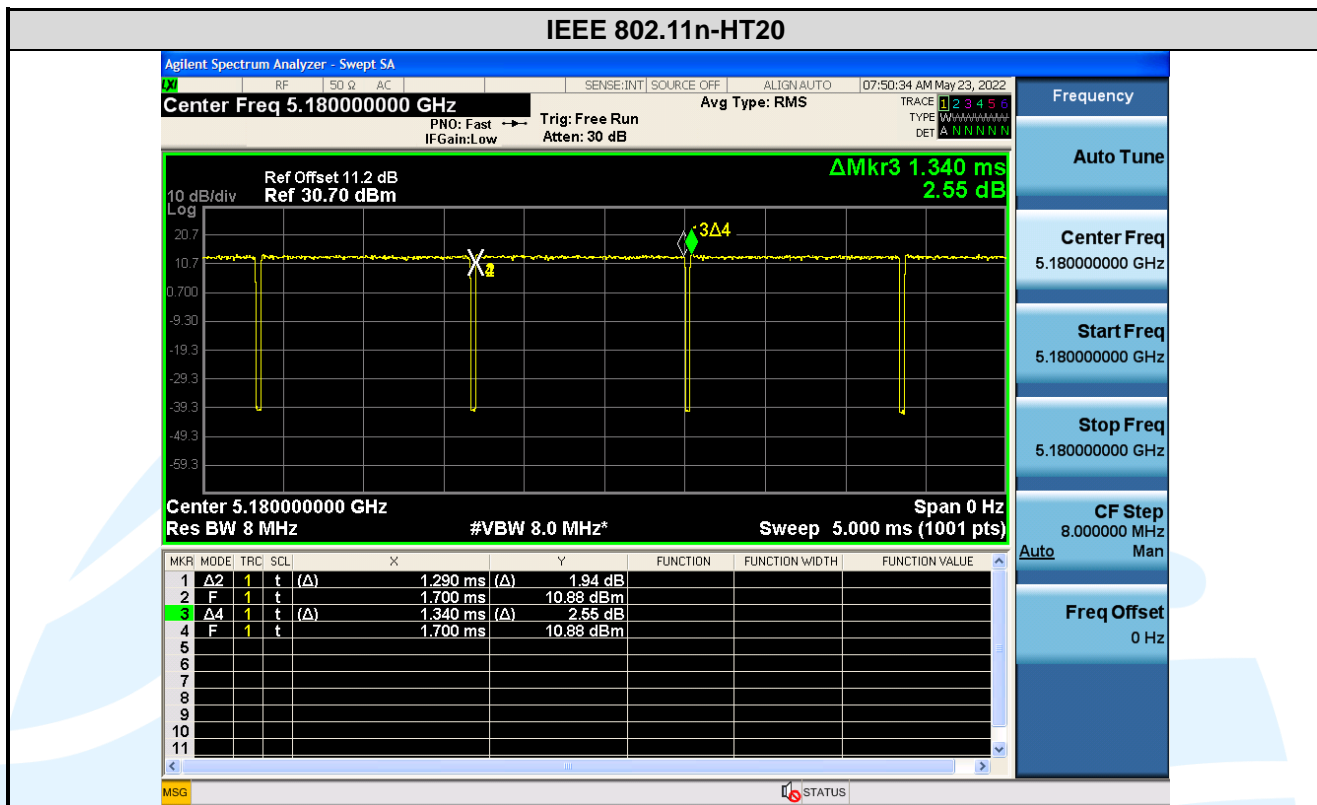 IEEE 802.11n-HT20
Agilent Spectrum Analyzer - Swept SA
LXI RF 50 Ω AC SENSE:INT SOURCE OFF ALIGN AUTO 07:50:34 AM May 23, 2022
Center Freq 5.180000000 GHz
PNO: Fast
IFGain:Low
Trig: Free Run
Atten: 30 dB
Avg Type: RMS
TRACE 1 2 3 4 5 6
TYPE WWWWWW
DET A N N N N N
ΔMkr3 1.340 ms
2.55 dB
Ref Offset 11.2 dB
10 dB/div Ref 30.70 dBm
Log
20.7
10.7
0.700
-9.30
-19.3
-29.3
-39.3
-49.3
-59.3
3Δ4
Center 5.180000000 GHz Span 0 Hz
Res BW 8 MHz #VBW 8.0 MHz* Sweep 5.000 ms (1001 pts)
MKR MODE TRC SCL X Y FUNCTION FUNCTION WIDTH FUNCTION VALUE
1 Δ2 1 t (Δ) 1.290 ms (Δ) 1.94 dB
2 F 1 t 1.700 ms 10.88 dBm
3 Δ4 1 t (Δ) 1.340 ms (Δ) 2.55 dB
4 F 1 t 1.700 ms 10.88 dBm
5
6
7
8
9
10
11
MSG STATUS
Frequency
Auto Tune
Center Freq
5.180000000 GHz
Start Freq
5.180000000 GHz
Stop Freq
5.180000000 GHz
CF Step
8.000000 MHz
Auto Man
Freq Offset
0 Hz